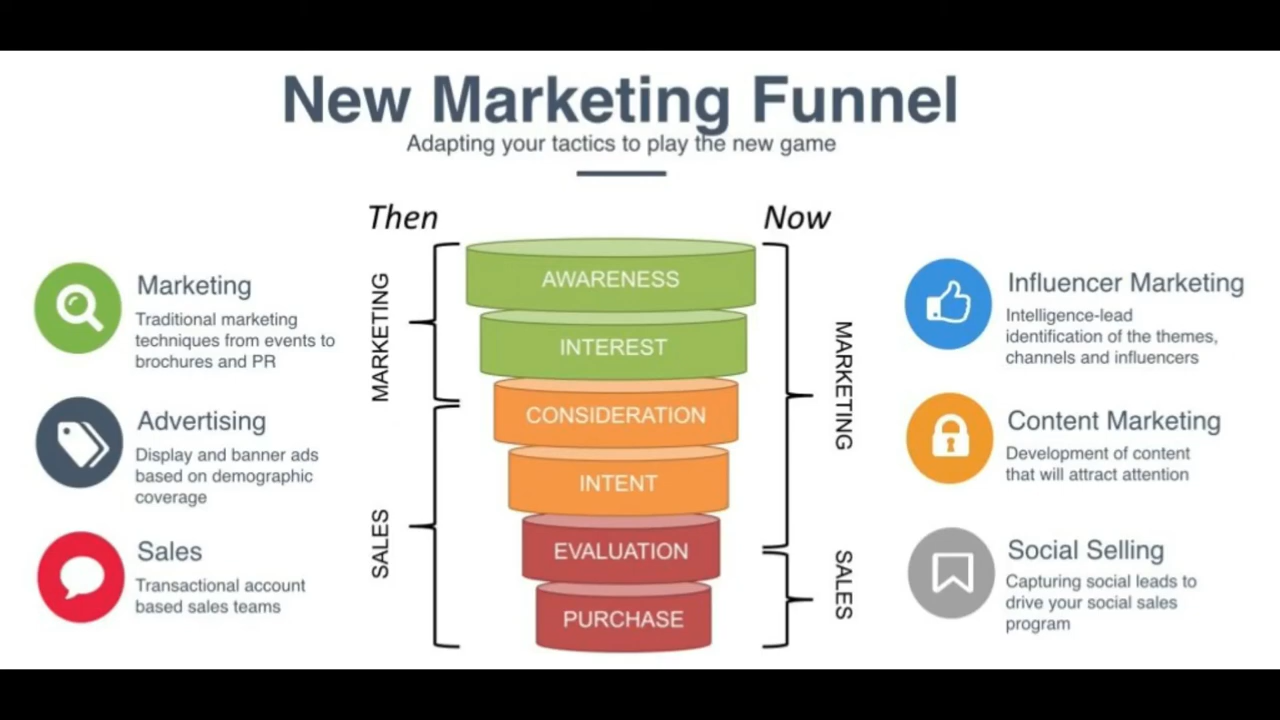 New Marketing Funnel
Adapting your tactics to play the new game
Then
Now
Marketing
Traditional marketing
techniques from events to
brochures and PR
Advertising
Display and banner ads
based on demographic
coverage
Sales
Transactional account
based sales teams
MARKETING
SALES
AWARENESS
INTEREST
CONSIDERATION
INTENT
EVALUATION
PURCHASE
MARKETING
SALES
Influencer Marketing
Intelligence-lead
identification of the themes,
channels and influencers
Content Marketing
Development of content
that will attract attention
Social Selling
Capturing social leads to
drive your social sales
program